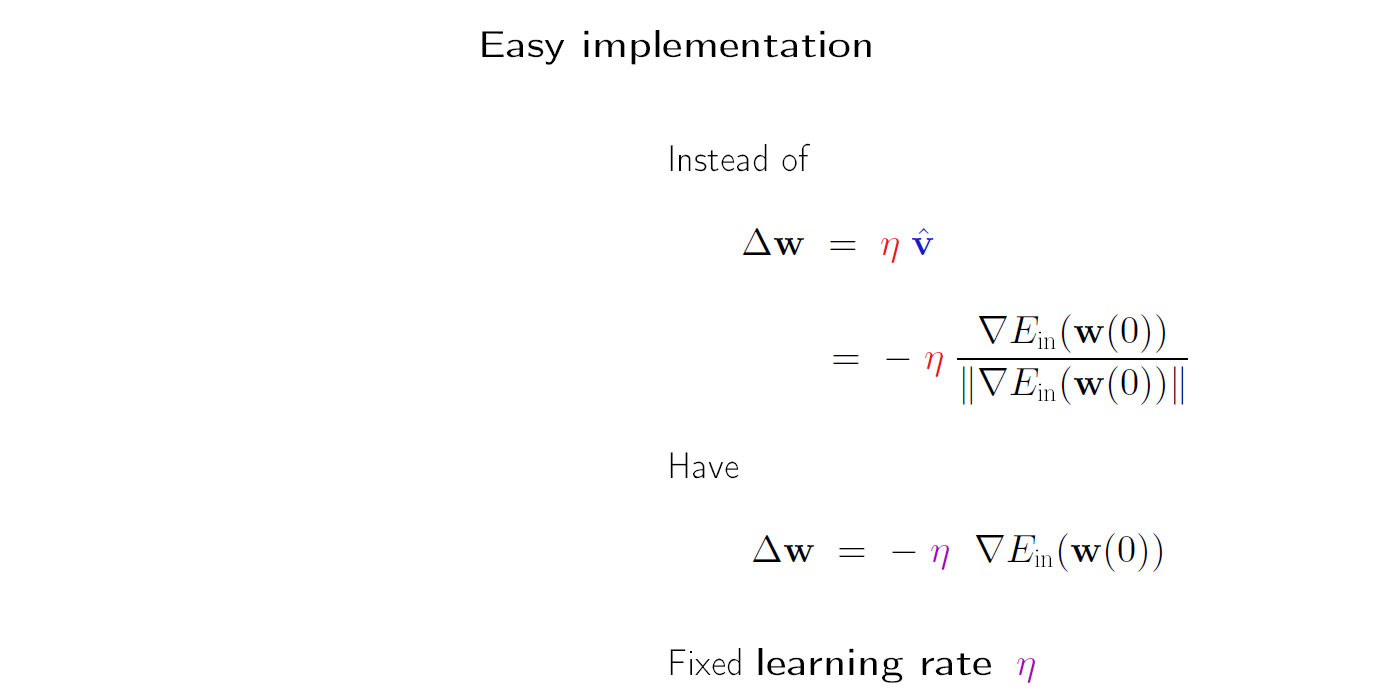 Easy implementation
Instead of
Δw = η v̂
= − η ∇E_in(w(0)) / ‖∇E_in(w(0))‖
Have
Δw = − η ∇E_in(w(0))
Fixed learning rate η